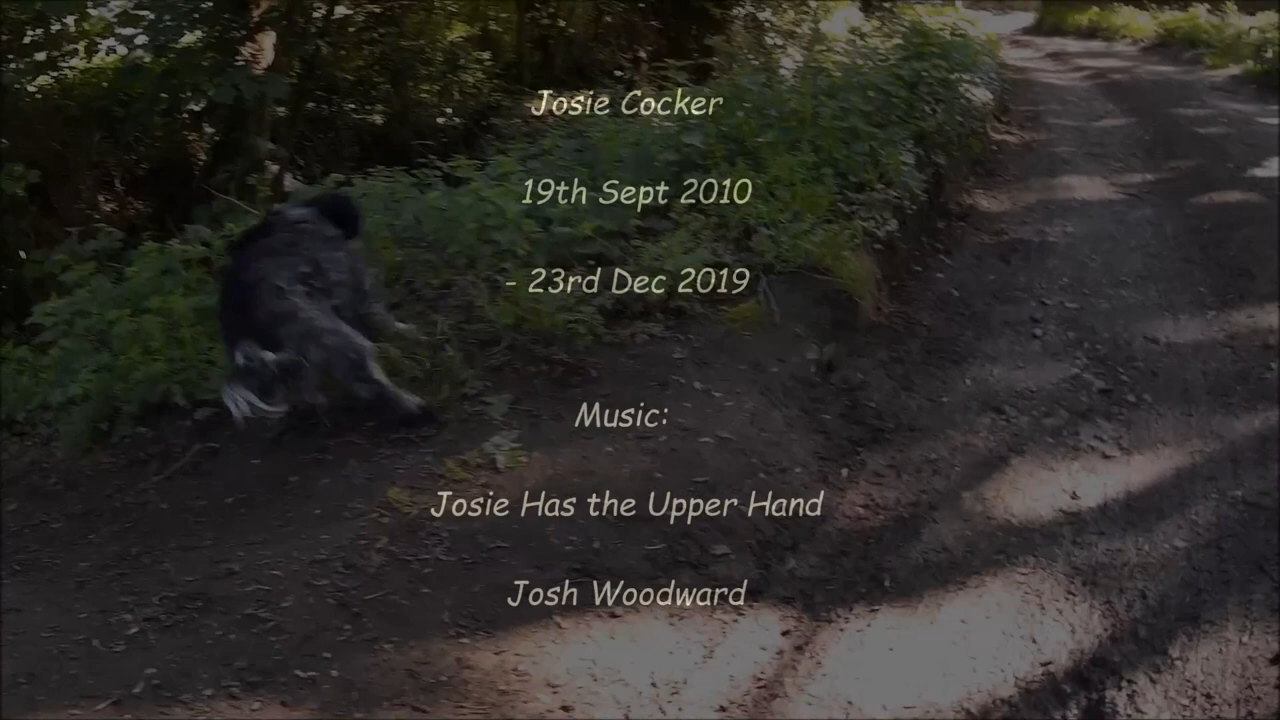 Josie Cocker
19th Sept 2010
- 23rd Dec 2019
Music:
Josie Has the Upper Hand
Josh Woodward